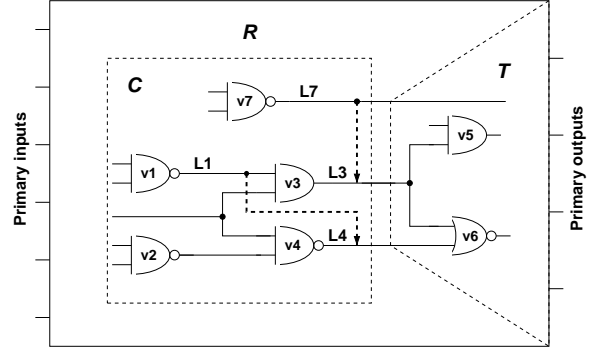 R
T
C
v7
L7
v5
v1
L1
v3
L3
v6
v4
L4
v2
Primary inputs
Primary outputs